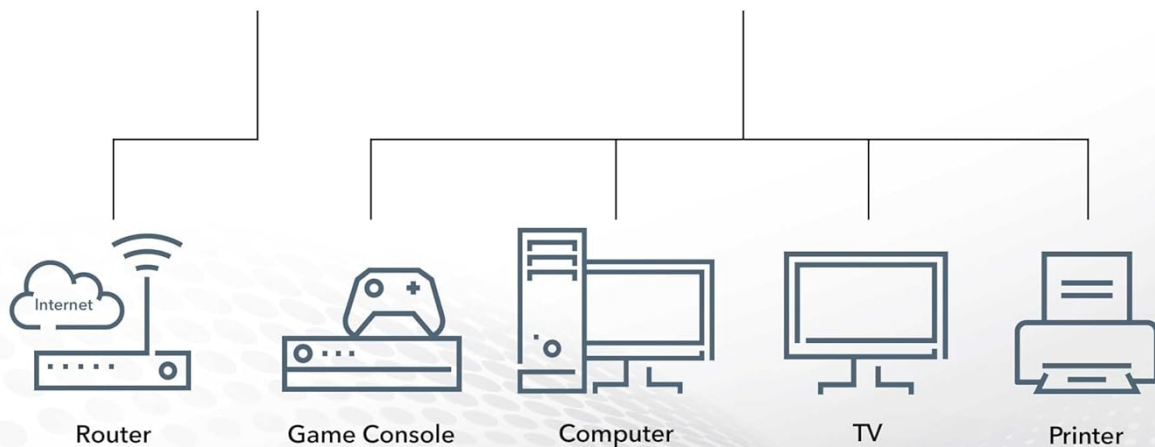 Internet
Router
Game Console
Computer
TV
Printer